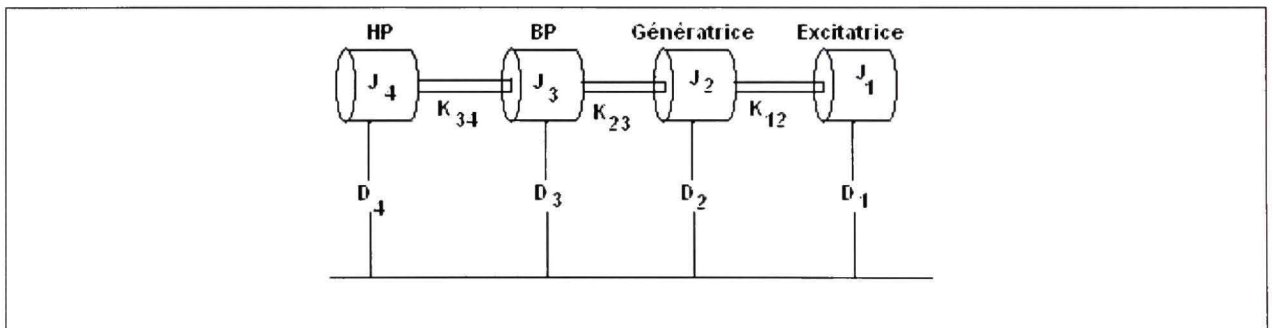 HP BP Génératrice Excitatrice
J4 J3 J2 J1
K34 K23 K12
D4 D3 D2 D1